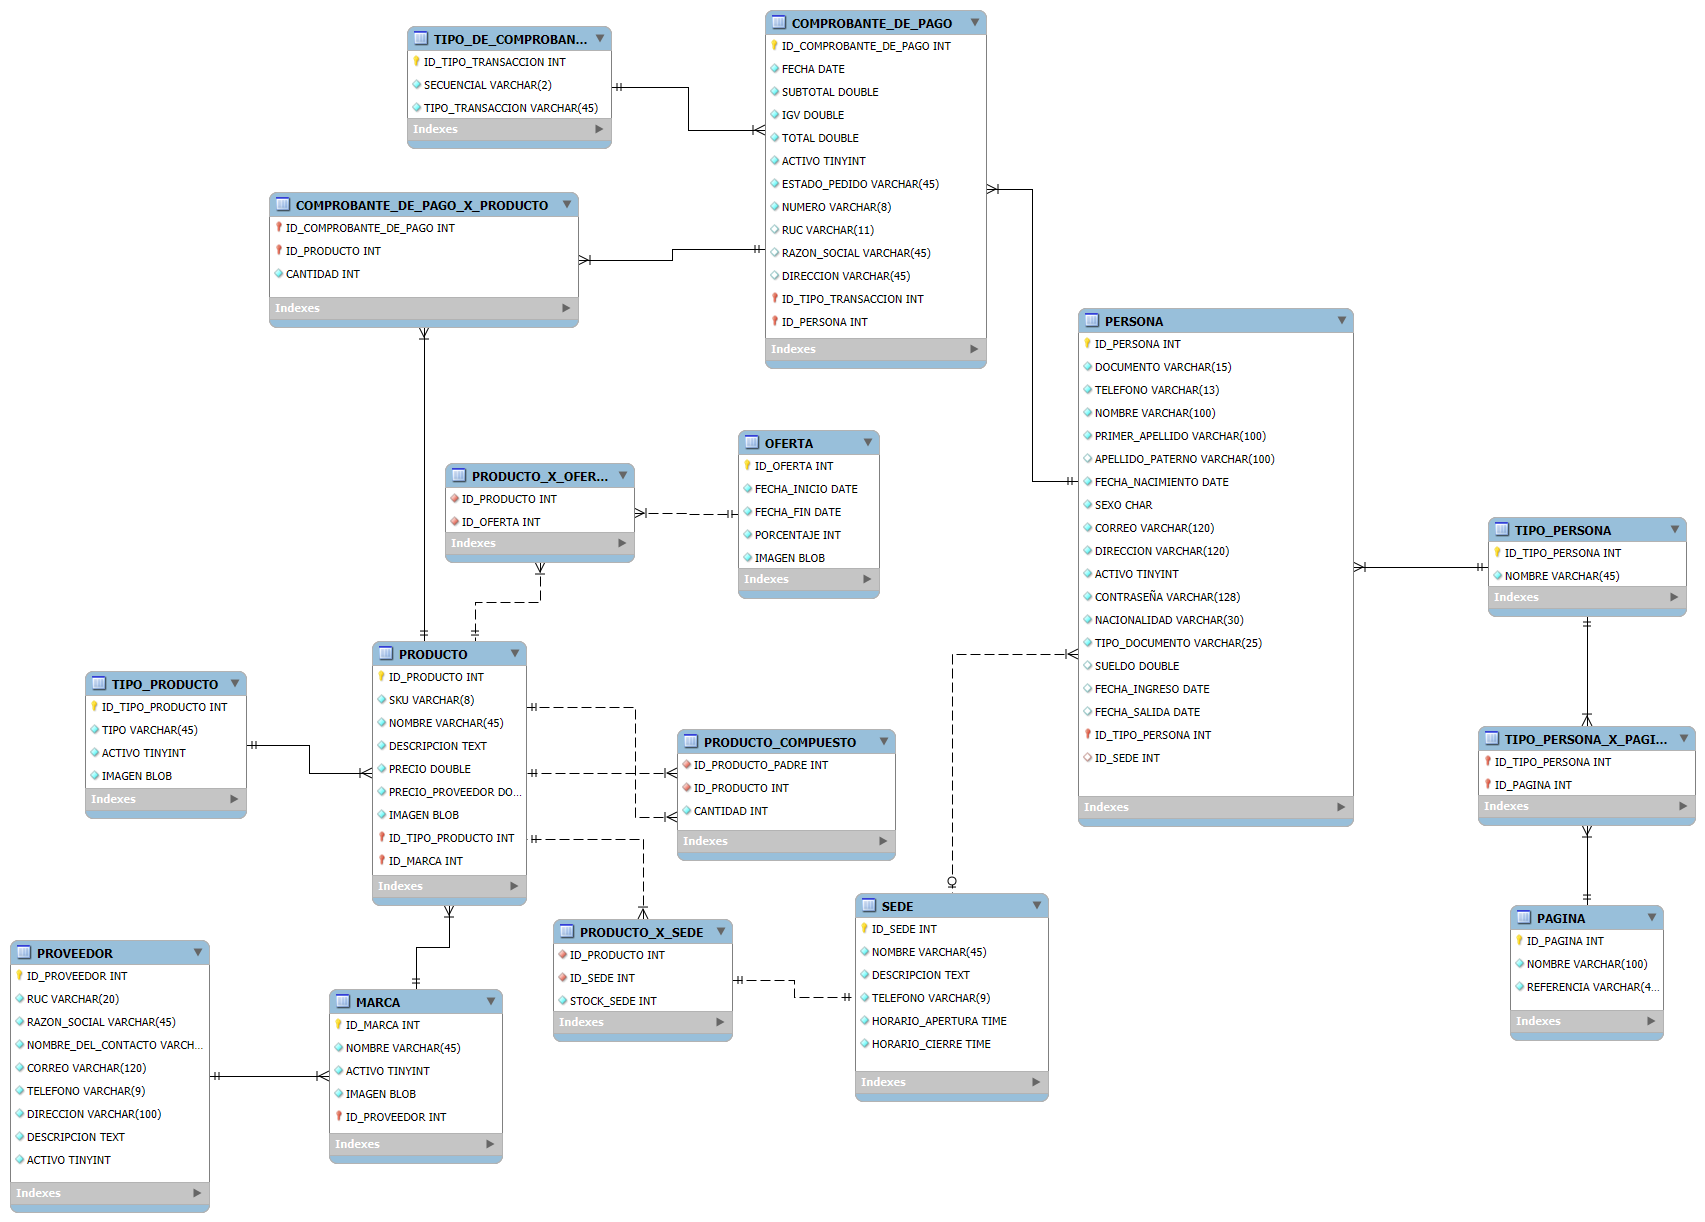 TIPO_DE_COMPROBAN...
ID_TIPO_TRANSACCION INT
SECUENCIAL VARCHAR(2)
TIPO_TRANSACCION VARCHAR(45)
Indexes
COMPROBANTE_DE_PAGO
ID_COMPROBANTE_DE_PAGO INT
FECHA DATE
SUBTOTAL DOUBLE
IGV DOUBLE
TOTAL DOUBLE
ACTIVO TINYINT
ESTADO_PEDIDO VARCHAR(45)
NUMERO VARCHAR(8)
RUC VARCHAR(11)
RAZON_SOCIAL VARCHAR(45)
DIRECCION VARCHAR(45)
ID_TIPO_TRANSACCION INT
ID_PERSONA INT
Indexes
COMPROBANTE_DE_PAGO_X_PRODUCTO
ID_COMPROBANTE_DE_PAGO INT
ID_PRODUCTO INT
CANTIDAD INT
Indexes
PERSONA
ID_PERSONA INT
DOCUMENTO VARCHAR(15)
TELEFONO VARCHAR(13)
NOMBRE VARCHAR(100)
PRIMER_APELLIDO VARCHAR(100)
APELLIDO_PATERNO VARCHAR(100)
FECHA_NACIMIENTO DATE
SEXO CHAR
CORREO VARCHAR(120)
DIRECCION VARCHAR(120)
ACTIVO TINYINT
CONTRASEÑA VARCHAR(128)
NACIONALIDAD VARCHAR(30)
TIPO_DOCUMENTO VARCHAR(25)
SUELDO DOUBLE
FECHA_INGRESO DATE
FECHA_SALIDA DATE
ID_TIPO_PERSONA INT
ID_SEDE INT
Indexes
OFERTA
ID_OFERTA INT
FECHA_INICIO DATE
FECHA_FIN DATE
PORCENTAJE INT
IMAGEN BLOB
Indexes
PRODUCTO_X_OFER...
ID_PRODUCTO INT
ID_OFERTA INT
Indexes
TIPO_PERSONA
ID_TIPO_PERSONA INT
NOMBRE VARCHAR(45)
Indexes
PRODUCTO
ID_PRODUCTO INT
SKU VARCHAR(8)
NOMBRE VARCHAR(45)
DESCRIPCION TEXT
PRECIO DOUBLE
PRECIO_PROVEEDOR DO...
IMAGEN BLOB
ID_TIPO_PRODUCTO INT
ID_MARCA INT
Indexes
TIPO_PRODUCTO
ID_TIPO_PRODUCTO INT
TIPO VARCHAR(45)
ACTIVO TINYINT
IMAGEN BLOB
Indexes
PRODUCTO_COMPUESTO
ID_PRODUCTO_PADRE INT
ID_PRODUCTO INT
CANTIDAD INT
Indexes
TIPO_PERSONA_X_PAGI...
ID_TIPO_PERSONA INT
ID_PAGINA INT
Indexes
SEDE
ID_SEDE INT
NOMBRE VARCHAR(45)
DESCRIPCION TEXT
TELEFONO VARCHAR(9)
HORARIO_APERTURA TIME
HORARIO_CIERRE TIME
Indexes
PAGINA
ID_PAGINA INT
NOMBRE VARCHAR(100)
REFERENCIA VARCHAR(4...
Indexes
PRODUCTO_X_SEDE
ID_PRODUCTO INT
ID_SEDE INT
STOCK_SEDE INT
Indexes
PROVEEDOR
ID_PROVEEDOR INT
RUC VARCHAR(20)
RAZON_SOCIAL VARCHAR(45)
NOMBRE_DEL_CONTACTO VARCH...
CORREO VARCHAR(120)
TELEFONO VARCHAR(9)
DIRECCION VARCHAR(100)
DESCRIPCION TEXT
ACTIVO TINYINT
Indexes
MARCA
ID_MARCA INT
NOMBRE VARCHAR(45)
ACTIVO TINYINT
IMAGEN BLOB
ID_PROVEEDOR INT
Indexes